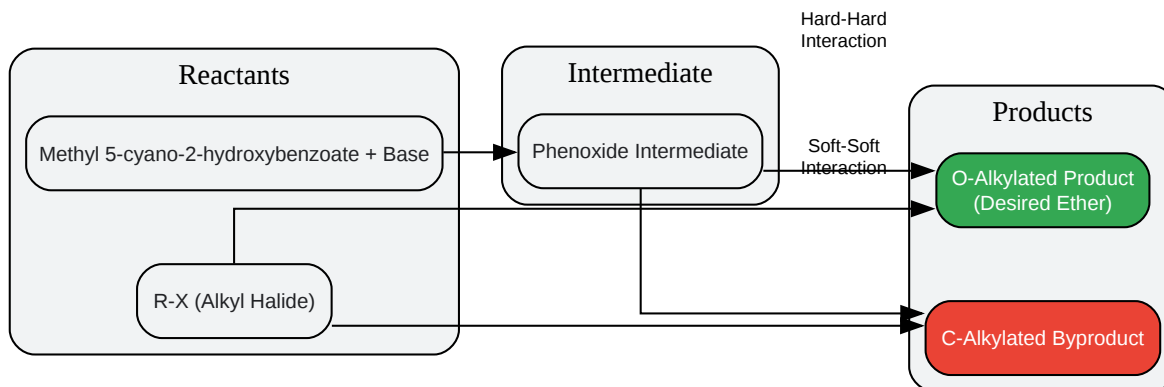 Hard-Hard
Interaction
Reactants
Intermediate
Products
Methyl 5-cyano-2-hydroxybenzoate + Base
Phenoxide Intermediate
Soft-Soft
Interaction
O-Alkylated Product
(Desired Ether)
R-X (Alkyl Halide)
C-Alkylated Byproduct